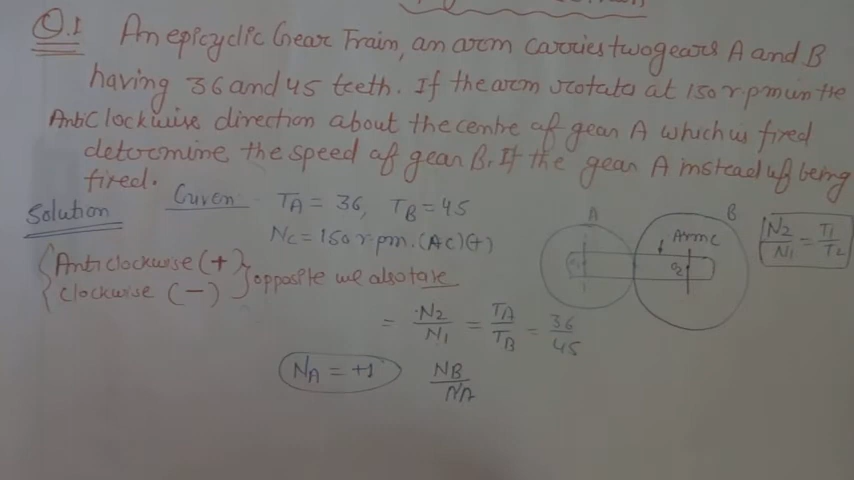 Q.1 An epicyclic Gear Train, an arm carries two gears A and B
having 36 and 45 teeth. If the arm rotates at 150 r.p.m in the
Anti Clockwise direction about the centre of gear A which is fixed
determine the speed of gear B. If the gear A instead of being
fixed.
Solution Given TA = 36, TB = 45
NC = 150 r.p.m. (AC)(+)
Anticlockwise (+)
Clockwise (-) } opposite we also take
A B
Arm C
N2/N1 = T1/T2
= N2/N1 = TA/TB = 36/45
NA = +1 NB/NA